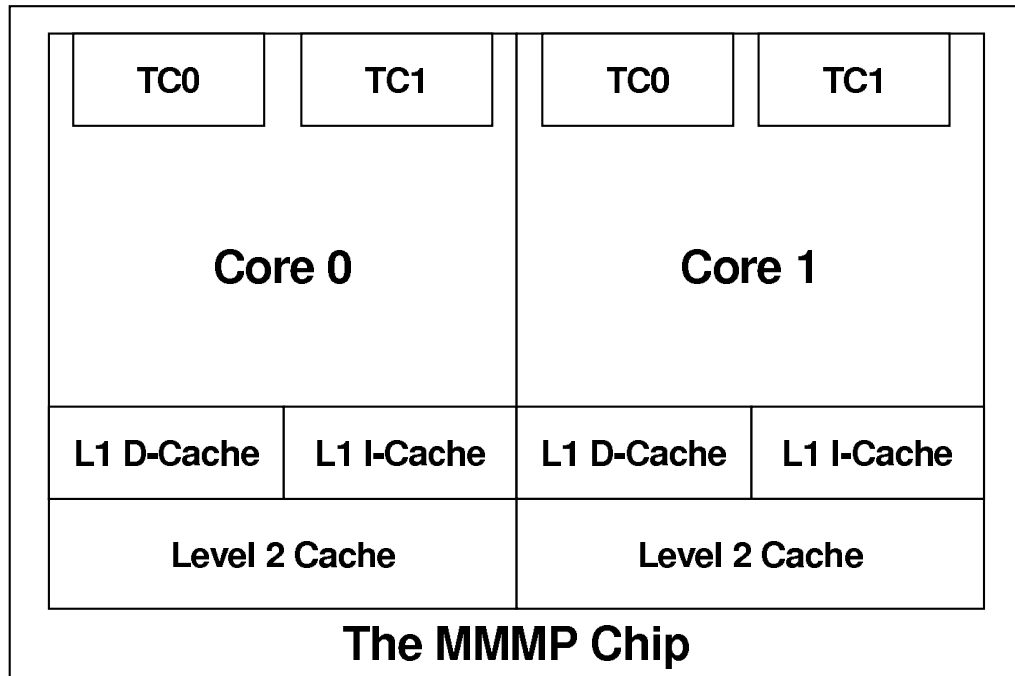 TC0 TC1 TC0 TC1
Core 0 Core 1
L1 D-Cache L1 I-Cache L1 D-Cache L1 I-Cache
Level 2 Cache Level 2 Cache
The MMMP Chip